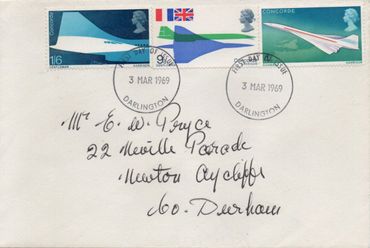 Concorde
1/6
9d
CONCORDE
FIRST DAY OF ISSUE
3 MAR 1969
DARLINGTON
FIRST DAY OF ISSUE
3 MAR 1969
DARLINGTON
Mr E. W. Pryce
22 Neville Parade
Newton Aycliffe
Co. Durham